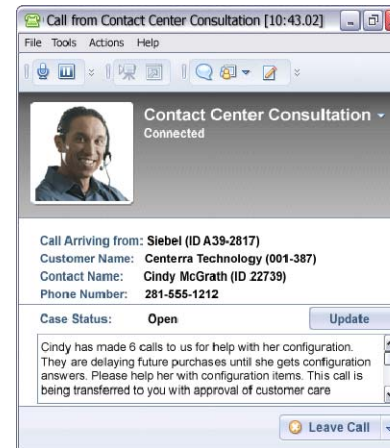 Call from Contact Center Consultation [10:43.02]
File Tools Actions Help
Contact Center Consultation
Connected
Call Arriving from: Siebel (ID A39-2817)
Customer Name: Centerra Technology (001-387)
Contact Name: Cindy McGrath (ID 22739)
Phone Number: 281-555-1212
Case Status: Open Update
Cindy has made 6 calls to us for help with her configuration.
They are delaying future purchases until she gets configuration
answers. Please help her with configuration items. This call is
being transferred to you with approval of customer care
Leave Call